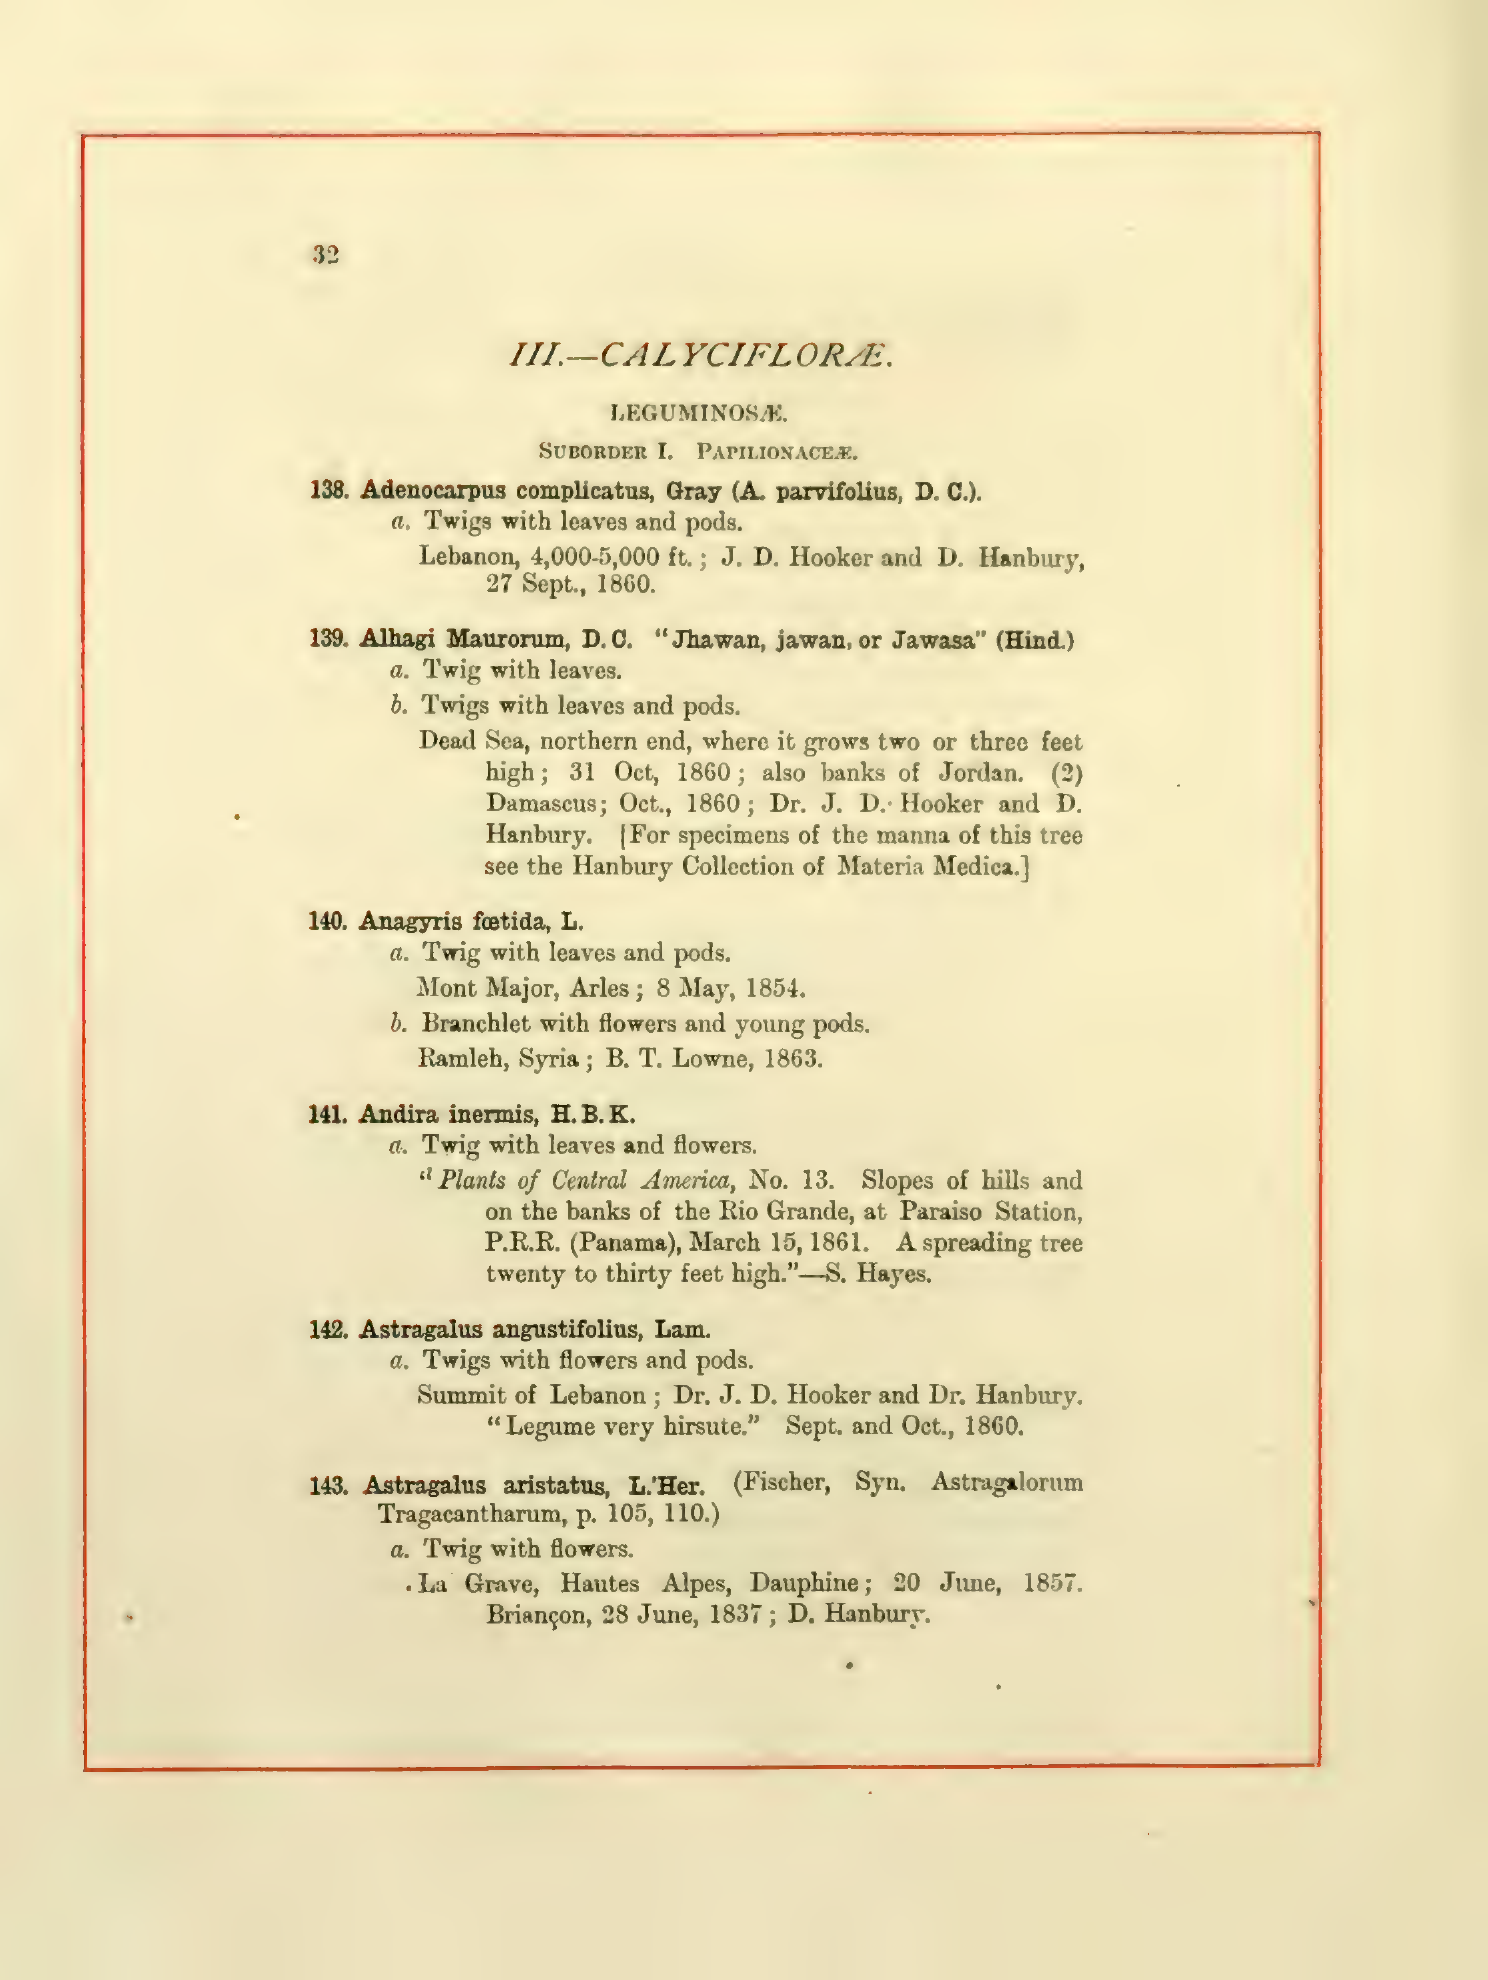 32
III.—CALYCIFLORÆ.
LEGUMINOSÆ.
SUBORDER I. PAPILIONACEÆ.
138. Adenocarpus complicatus, Gray (A. parvifolius, D. C.).
a. Twigs with leaves and pods.
Lebanon, 4,000-5,000 ft.; J. D. Hooker and D. Hanbury,
27 Sept., 1860.
139. Alhagi Maurorum, D. C. "Jhawan, jawan, or Jawasa" (Hind.)
a. Twig with leaves.
b. Twigs with leaves and pods.
Dead Sea, northern end, where it grows two or three feet
high; 31 Oct, 1860; also banks of Jordan. (2)
Damascus; Oct., 1860; Dr. J. D. Hooker and D.
Hanbury. [For specimens of the manna of this tree
see the Hanbury Collection of Materia Medica.]
140. Anagyris fœtida, L.
a. Twig with leaves and pods.
Mont Major, Arles; 8 May, 1854.
b. Branchlet with flowers and young pods.
Ramleh, Syria; B. T. Lowne, 1863.
141. Andira inermis, H. B. K.
a. Twig with leaves and flowers.
"Plants of Central America, No. 13. Slopes of hills and
on the banks of the Rio Grande, at Paraiso Station,
P.R.R. (Panama), March 15, 1861. A spreading tree
twenty to thirty feet high."—S. Hayes.
142. Astragalus angustifolius, Lam.
a. Twigs with flowers and pods.
Summit of Lebanon; Dr. J. D. Hooker and Dr. Hanbury.
"Legume very hirsute." Sept. and Oct., 1860.
143. Astragalus aristatus, L.'Her. (Fischer, Syn. Astragalorum
Tragacantharum, p. 105, 110.)
a. Twig with flowers.
La Grave, Hautes Alpes, Dauphine; 20 June, 1857.
Briançon, 28 June, 1837; D. Hanbury.